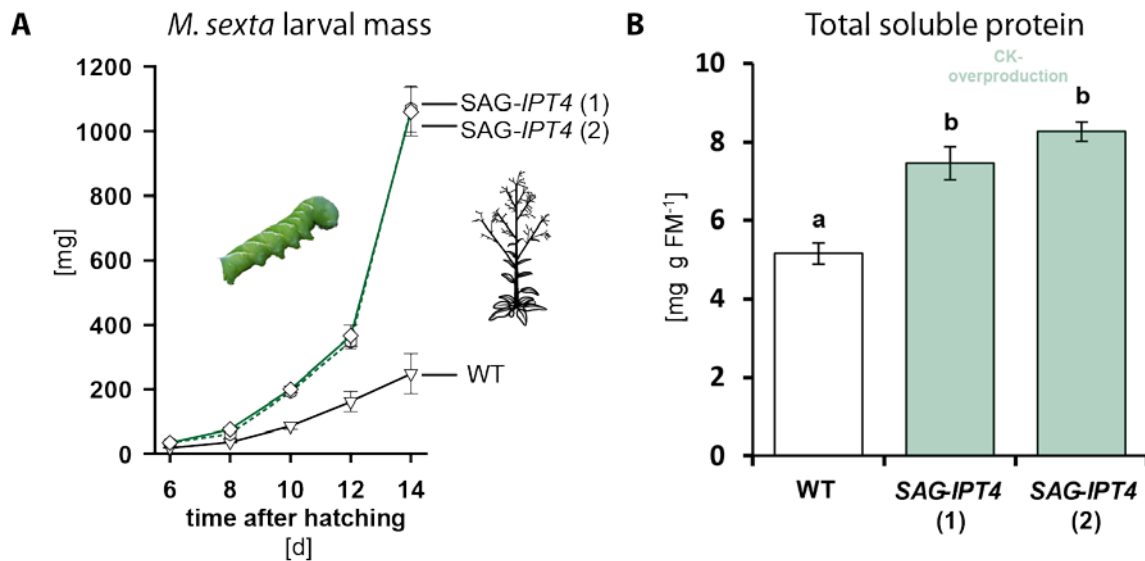 A
M. sexta larval mass
1200
1000
800
600
400
200
0
[mg]
SAG-IPT4 (1)
SAG-IPT4 (2)
WT
6 8 10 12 14
time after hatching
[d]
B
Total soluble protein
CK-
overproduction
10
8
6
4
2
0
[mg g FM-1]
a
b
b
WT
SAG-IPT4
(1)
SAG-IPT4
(2)